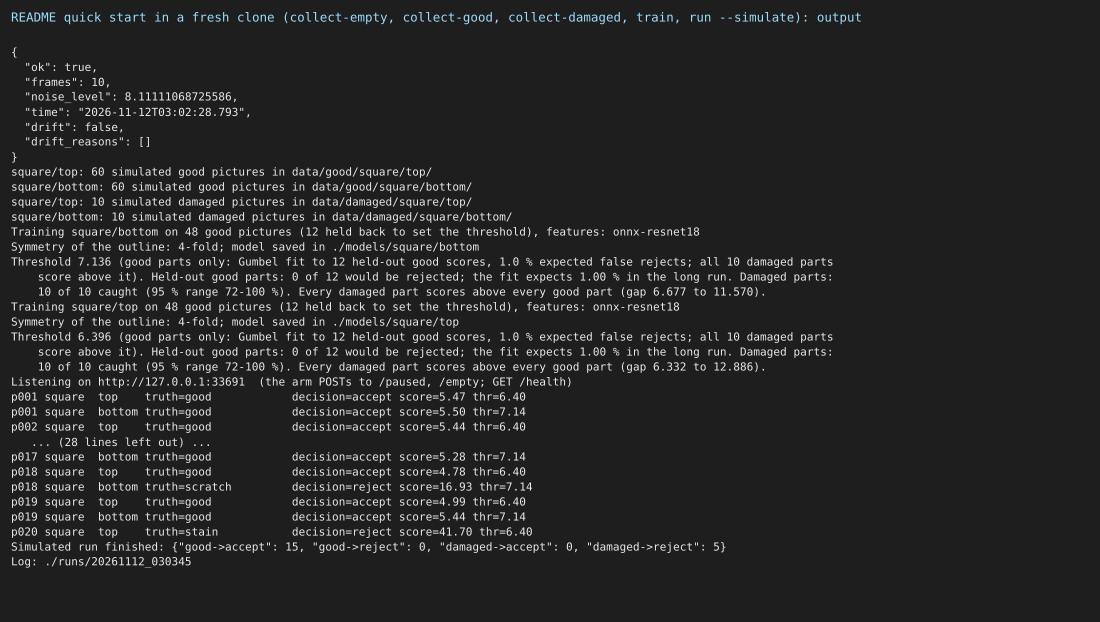 README quick start in a fresh clone (collect-empty, collect-good, collect-damaged, train, run --simulate): output
{
  "ok": true,
  "frames": 10,
  "noise_level": 8.11111068725586,
  "time": "2026-11-12T03:02:28.793",
  "drift": false,
  "drift_reasons": []
}
square/top: 60 simulated good pictures in data/good/square/top/
square/bottom: 60 simulated good pictures in data/good/square/bottom/
square/top: 10 simulated damaged pictures in data/damaged/square/top/
square/bottom: 10 simulated damaged pictures in data/damaged/square/bottom/
Training square/bottom on 48 good pictures (12 held back to set the threshold), features: onnx-resnet18
Symmetry of the outline: 4-fold; model saved in ./models/square/bottom
Threshold 7.136 (good parts only: Gumbel fit to 12 held-out good scores, 1.0 % expected false rejects; all 10 damaged parts
    score above it). Held-out good parts: 0 of 12 would be rejected; the fit expects 1.00 % in the long run. Damaged parts:
    10 of 10 caught (95 % range 72-100 %). Every damaged part scores above every good part (gap 6.677 to 11.570).
Training square/top on 48 good pictures (12 held back to set the threshold), features: onnx-resnet18
Symmetry of the outline: 4-fold; model saved in ./models/square/top
Threshold 6.396 (good parts only: Gumbel fit to 12 held-out good scores, 1.0 % expected false rejects; all 10 damaged parts
    score above it). Held-out good parts: 0 of 12 would be rejected; the fit expects 1.00 % in the long run. Damaged parts:
    10 of 10 caught (95 % range 72-100 %). Every damaged part scores above every good part (gap 6.332 to 12.886).
Listening on http://127.0.0.1:33691  (the arm POSTs to /paused, /empty; GET /health)
p001 square  top    truth=good            decision=accept score=5.47 thr=6.40
p001 square  bottom truth=good            decision=accept score=5.50 thr=7.14
p002 square  top    truth=good            decision=accept score=5.44 thr=6.40
   ... (28 lines left out) ...
p017 square  bottom truth=good            decision=accept score=5.28 thr=7.14
p018 square  top    truth=good            decision=accept score=4.78 thr=6.40
p018 square  bottom truth=scratch         decision=reject score=16.93 thr=7.14
p019 square  top    truth=good            decision=accept score=4.99 thr=6.40
p019 square  bottom truth=good            decision=accept score=5.44 thr=7.14
p020 square  top    truth=stain           decision=reject score=41.70 thr=6.40
Simulated run finished: {"good->accept": 15, "good->reject": 0, "damaged->accept": 0, "damaged->reject": 5}
Log: ./runs/20261112_030345